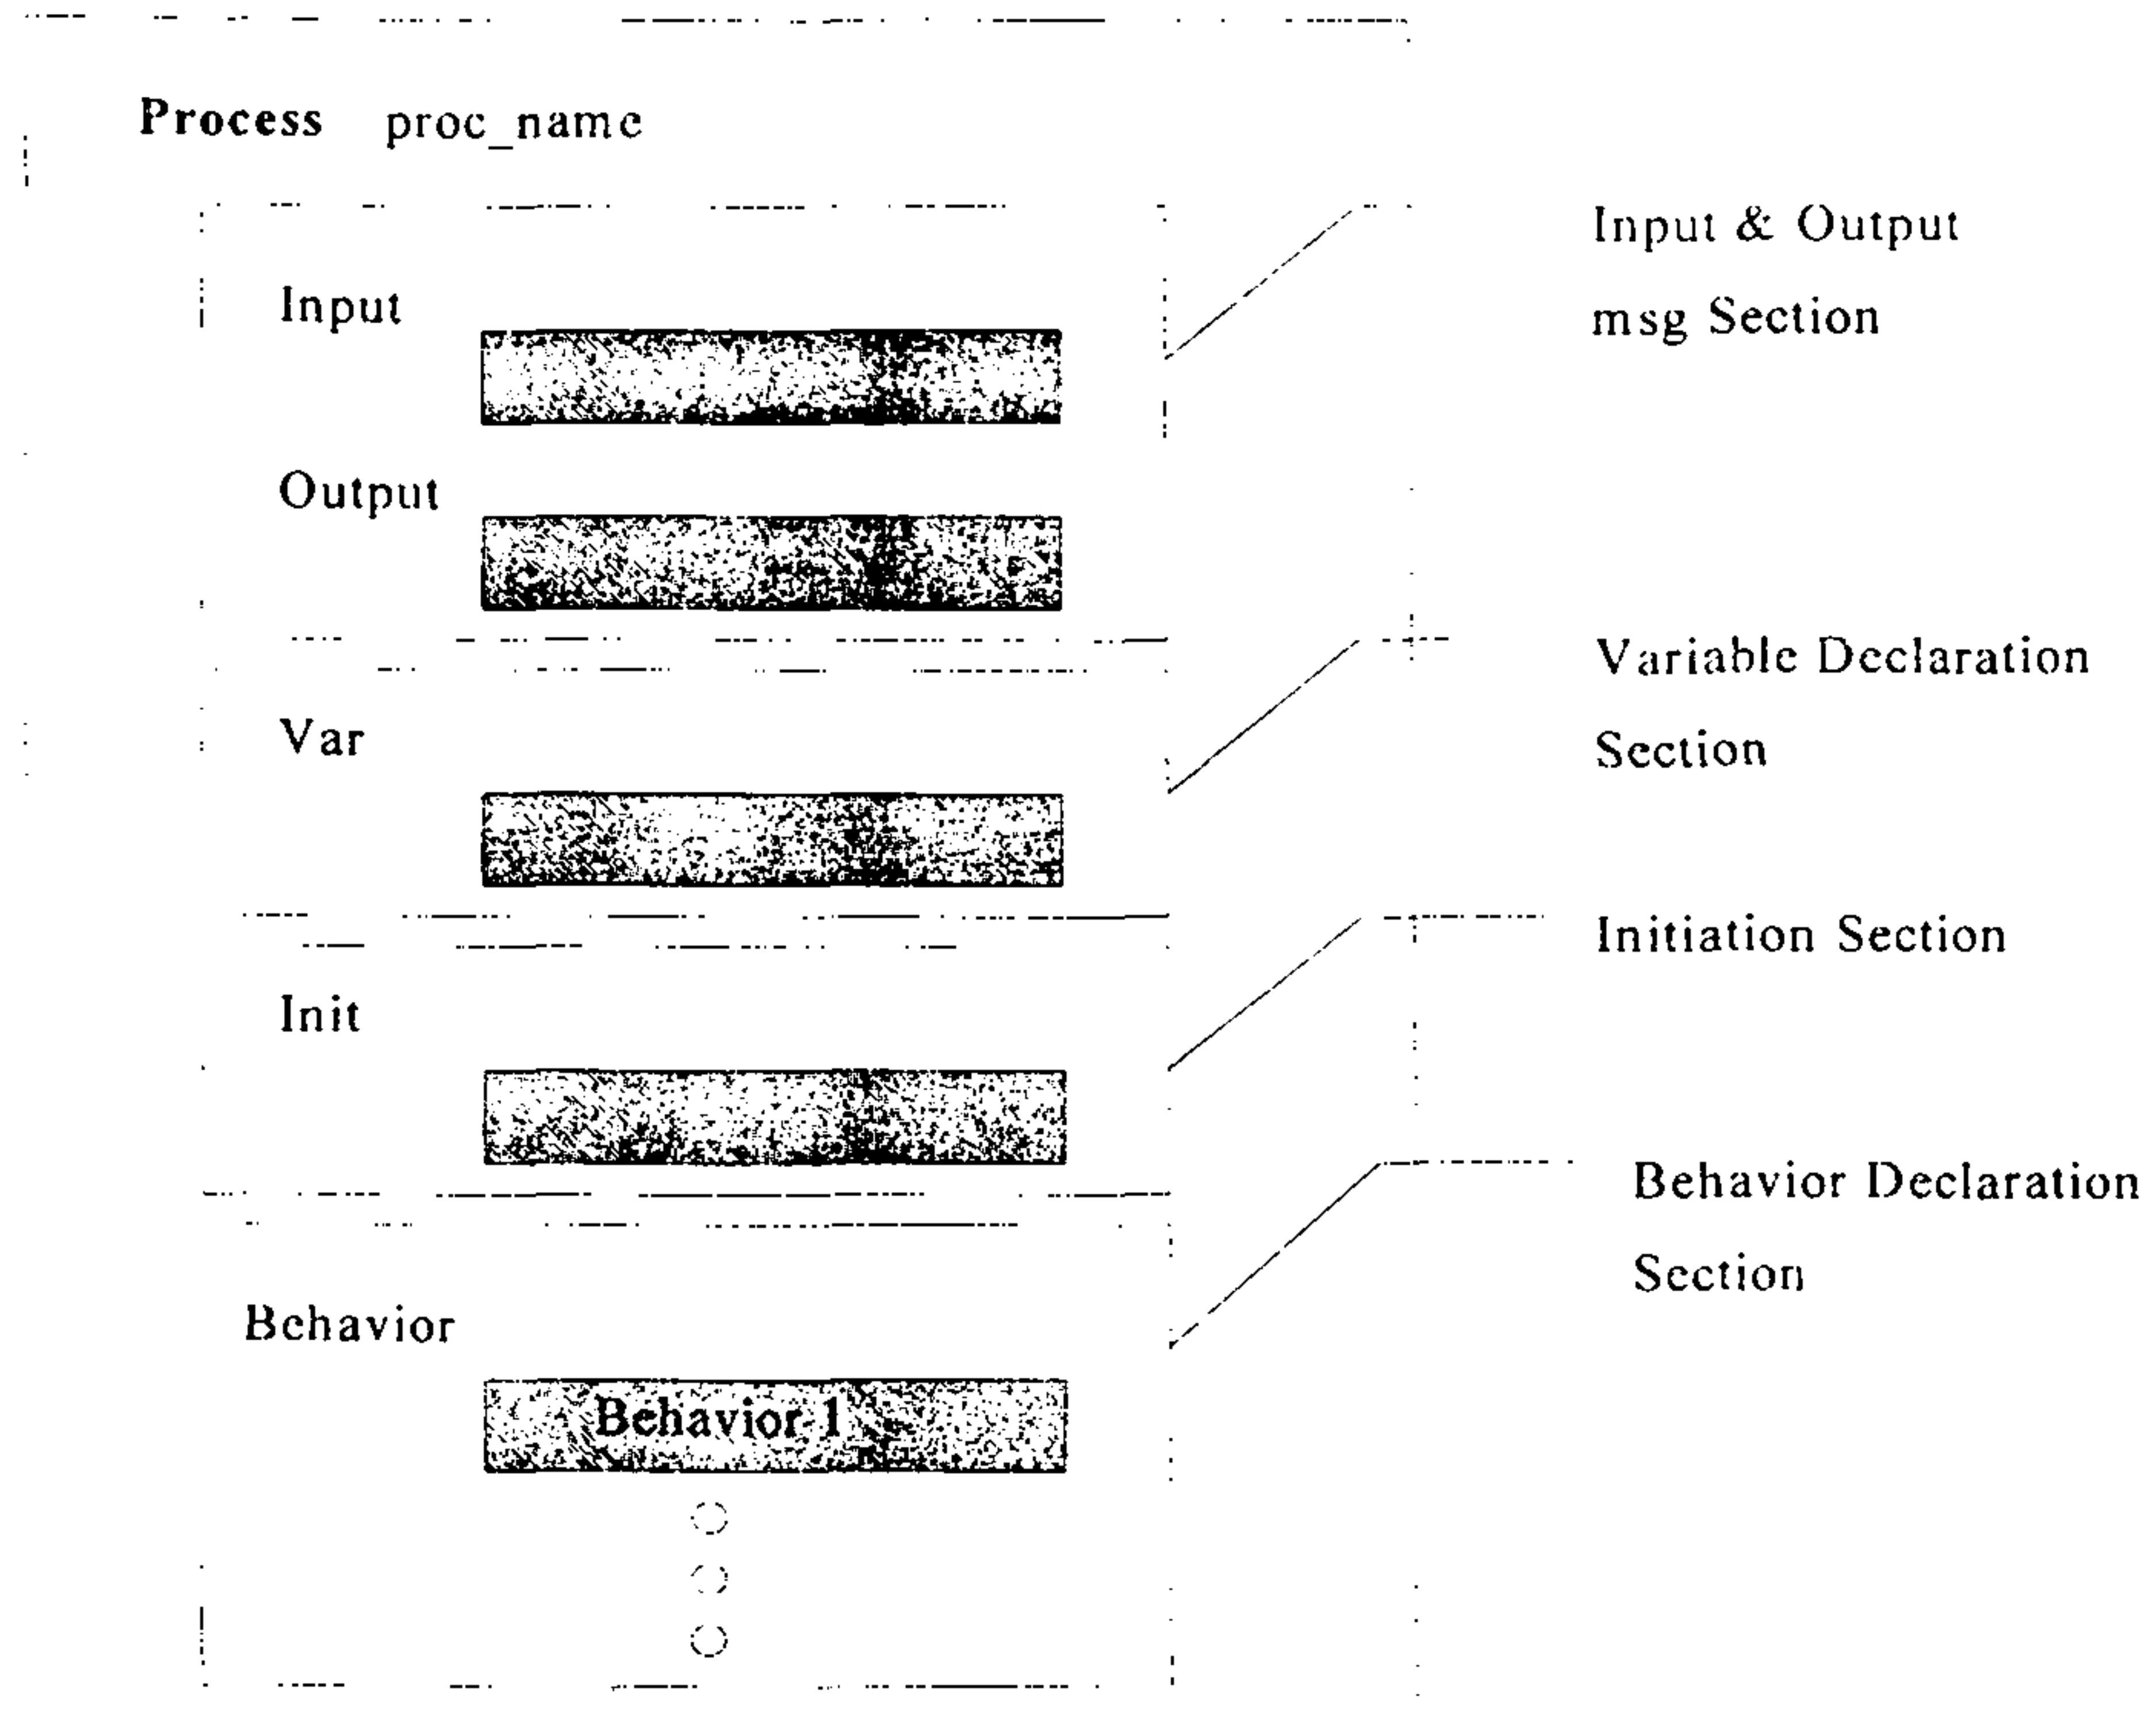 Process proc_name
Input & Output
msg Section
Input
Output
Variable Declaration
Section
Var
Initiation Section
Init
Behavior Declaration
Section
Behavior
Behavior 1